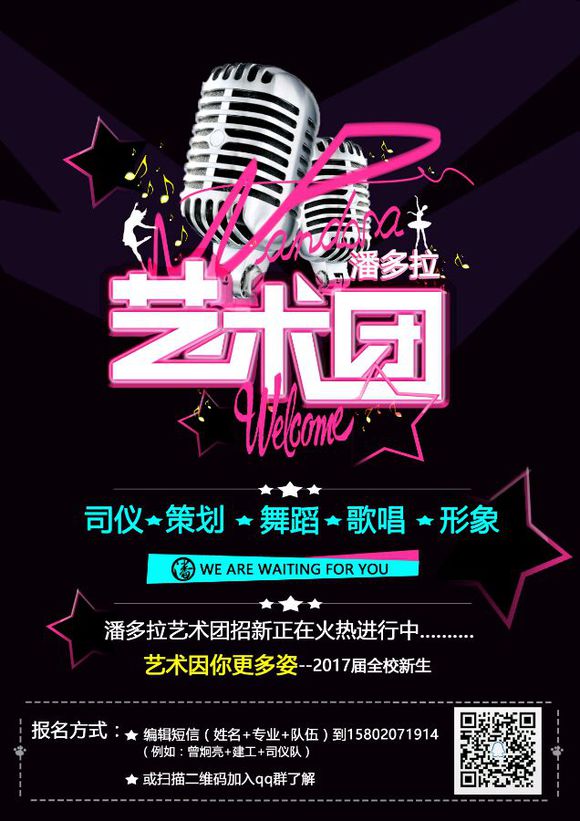 Pandora
潘多拉
艺术团
Welcome
司仪★策划★舞蹈★歌唱★形象
WE ARE WAITING FOR YOU
潘多拉艺术团招新正在火热进行中..........
艺术因你更多姿--2017届全校新生
报名方式：★编辑短信（姓名+专业+队伍）到15802071914
（例如：曾炯亮+建工+司仪队）
★或扫描二维码加入qq群了解